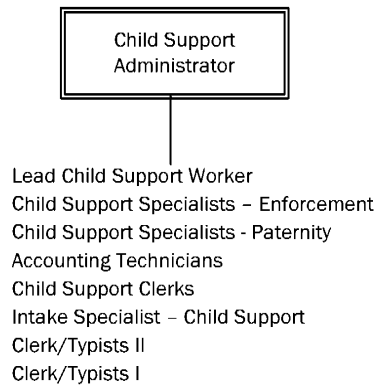 Child Support
Administrator
Lead Child Support Worker
Child Support Specialists – Enforcement
Child Support Specialists - Paternity
Accounting Technicians
Child Support Clerks
Intake Specialist – Child Support
Clerk/Typists II
Clerk/Typists I